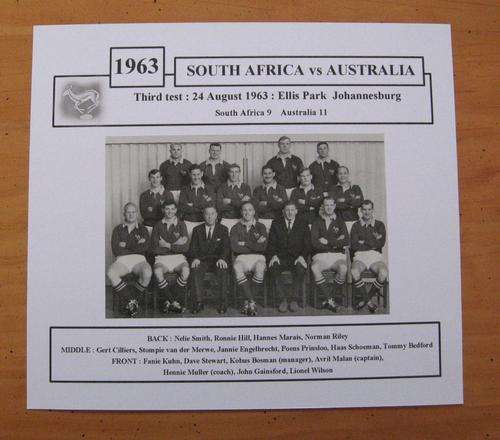 1963
SOUTH AFRICA vs AUSTRALIA
Third test : 24 August 1963 : Ellis Park Johannesburg
South Africa 9 Australia 11
BACK : Nelie Smith, Ronnie Hill, Hannes Marais, Norman Riley
MIDDLE : Gert Cilliers, Stompie van der Merwe, Jannie Engelbrecht, Poens Prinsloo, Haas Schoeman, Tommy Bedford
FRONT : Fanie Kuhn, Dave Stewart, Kobus Bosman (manager), Avril Malan (captain),
Hennie Muller (coach), John Gainsford, Lionel Wilson